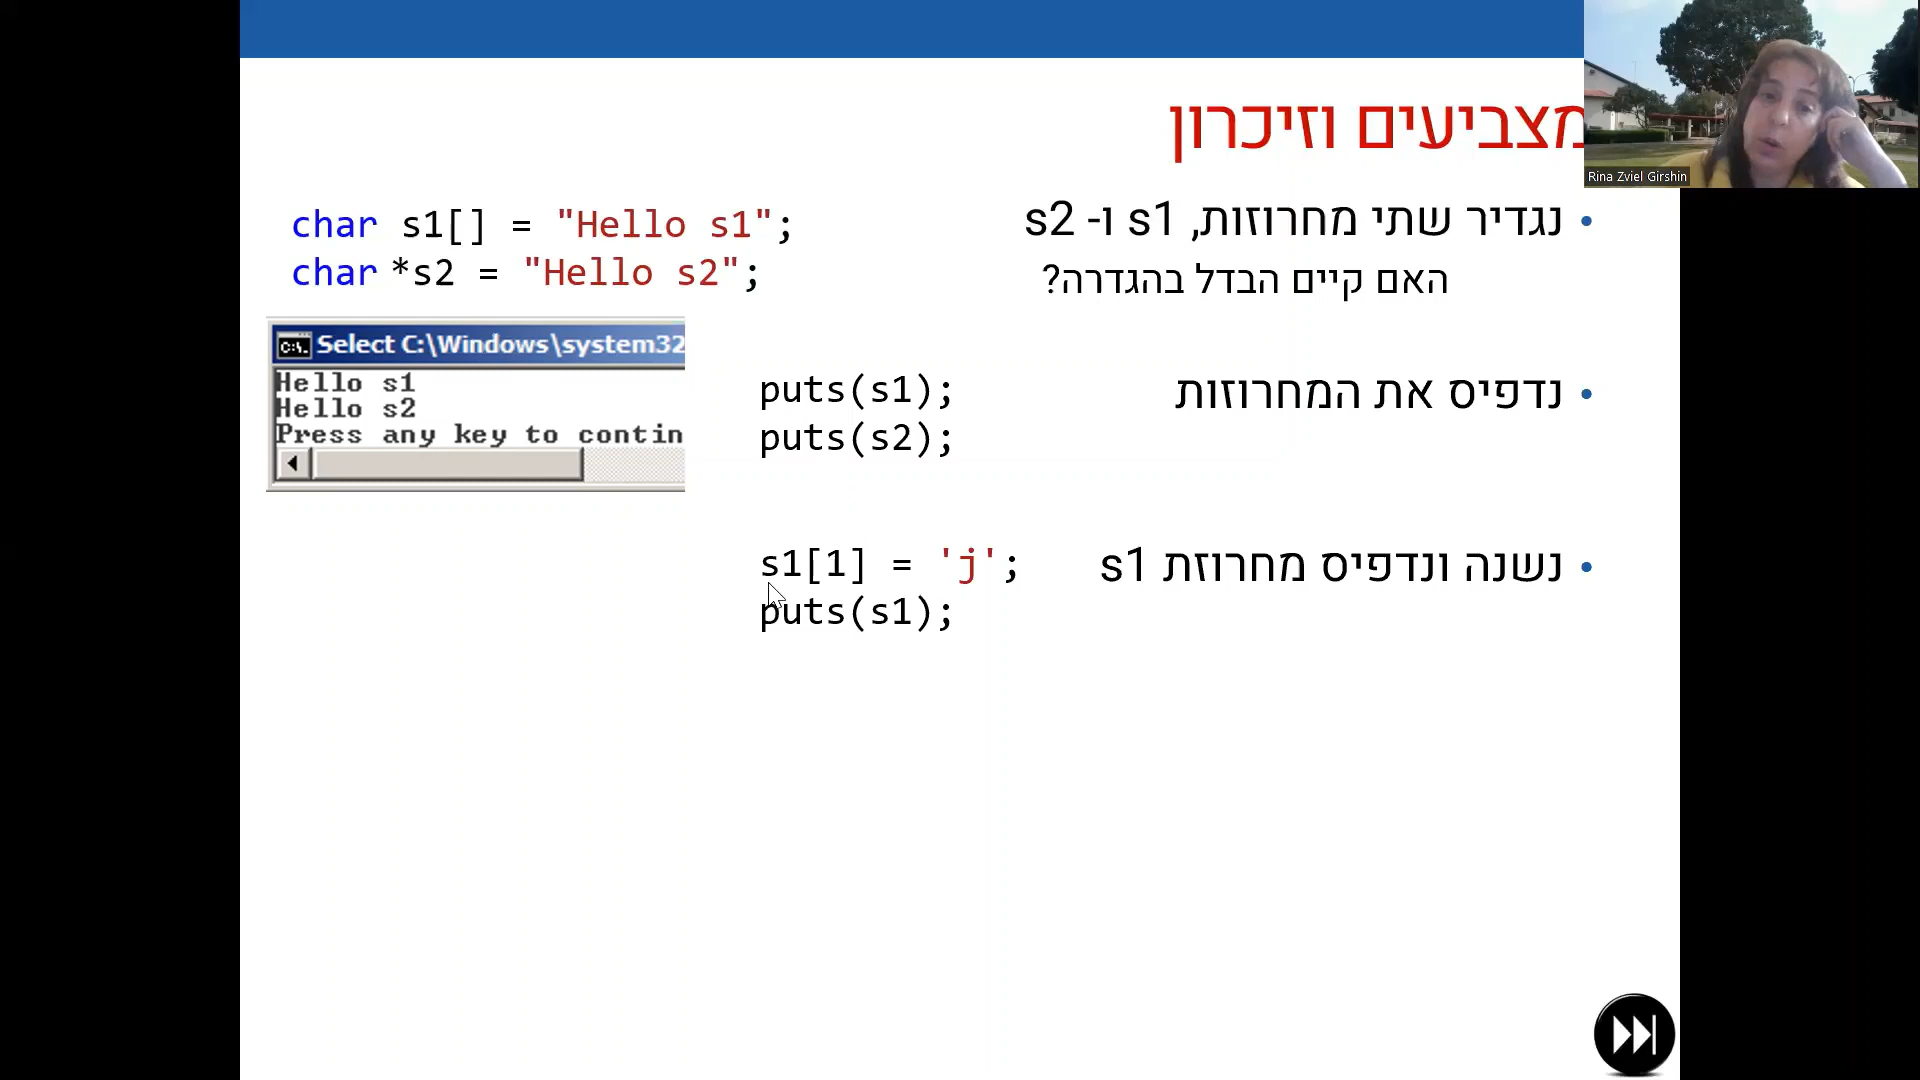 מצביעים וזיכרון
Rina Zviel Girshin
• נגדיר שתי מחרוזות, s1 ו- s2
האם קיים הבדל בהגדרה?
char s1[] = "Hello s1";
char *s2 = "Hello s2";
Select C:\Windows\system32
Hello s1
Hello s2
Press any key to contin
• נדפיס את המחרוזות
puts(s1);
puts(s2);
• נשנה ונדפיס מחרוזת s1
s1[1] = 'j';
puts(s1);